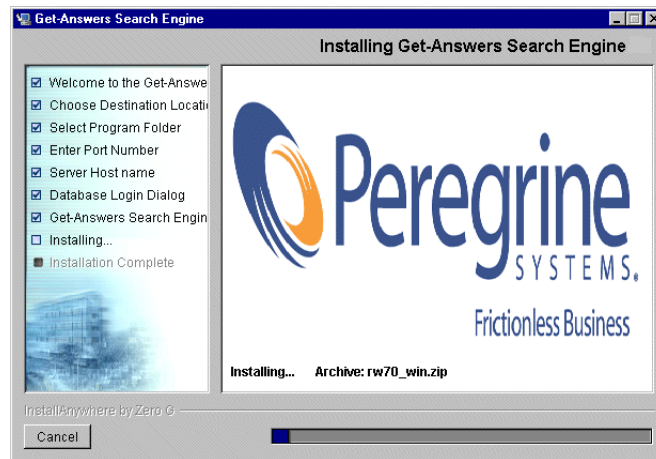 Get-Answers Search Engine
Installing Get-Answers Search Engine
Welcome to the Get-Answe
Choose Destination Locati
Select Program Folder
Enter Port Number
Server Host name
Database Login Dialog
Get-Answers Search Engin
Installing...
Installation Complete
Peregrine
SYSTEMS®
Frictionless Business
Installing... Archive: rw70_win.zip
InstallAnywhere by Zero G
Cancel